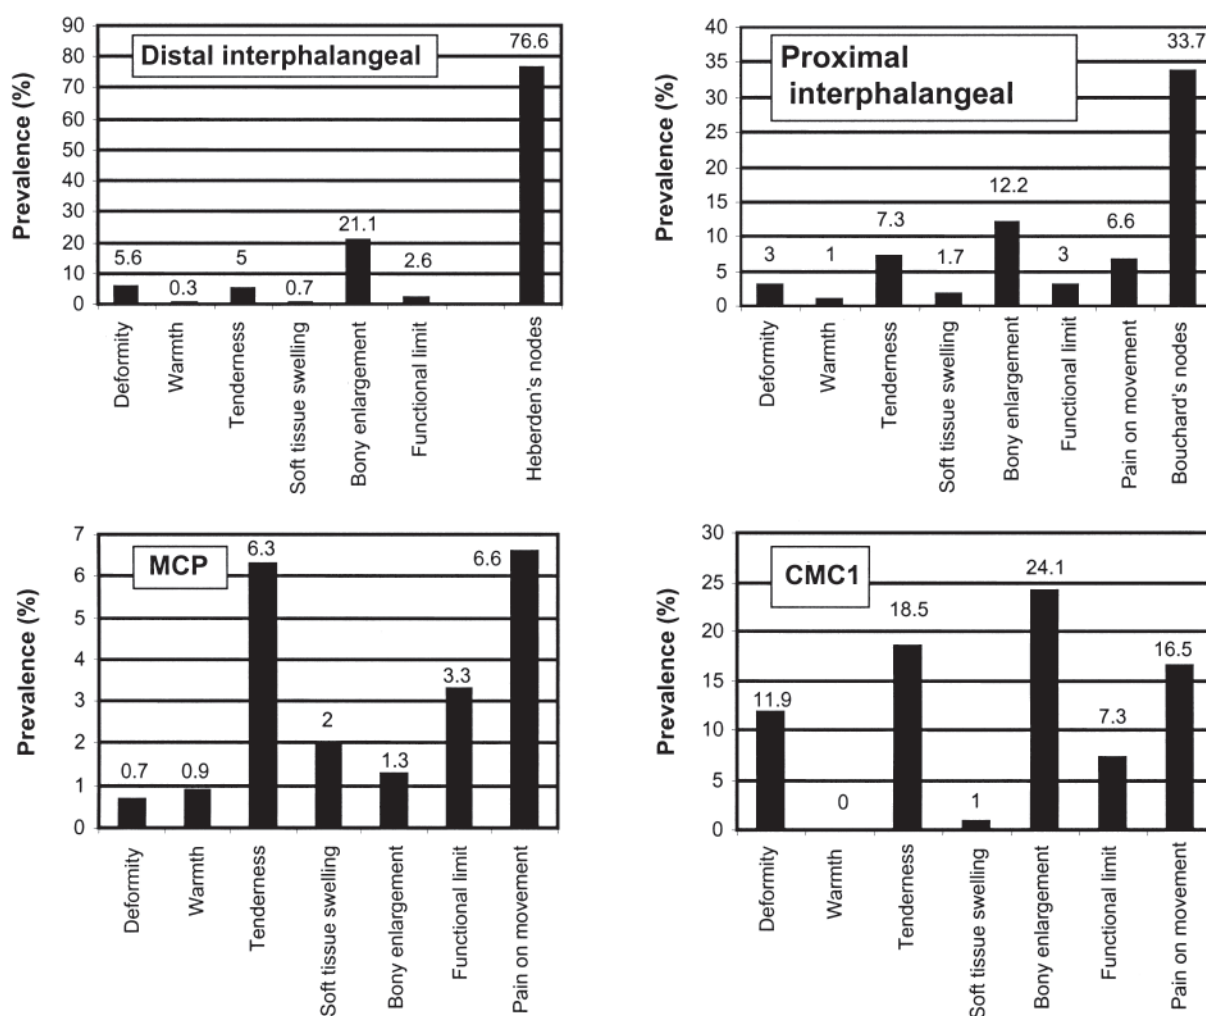 Distal interphalangeal
Prevalence (%)
90
80
70
60
50
40
30
20
10
0
5.6
0.3
5
0.7
21.1
2.6
76.6
Deformity
Warmth
Tenderness
Soft tissue swelling
Bony enlargement
Functional limit
Heberden's nodes
Proximal
interphalangeal
Prevalence (%)
40
35
30
25
20
15
10
5
0
3
1
7.3
1.7
12.2
3
6.6
33.7
Deformity
Warmth
Tenderness
Soft tissue swelling
Bony enlargement
Functional limit
Pain on movement
Bouchard's nodes
MCP
Prevalence (%)
7
6
5
4
3
2
1
0
0.7
0.9
6.3
2
1.3
3.3
6.6
Deformity
Warmth
Tenderness
Soft tissue swelling
Bony enlargement
Functional limit
Pain on movement
CMC1
Prevalence (%)
30
25
20
15
10
5
0
11.9
0
18.5
1
24.1
7.3
16.5
Deformity
Warmth
Tenderness
Soft tissue swelling
Bony enlargement
Functional limit
Pain on movement